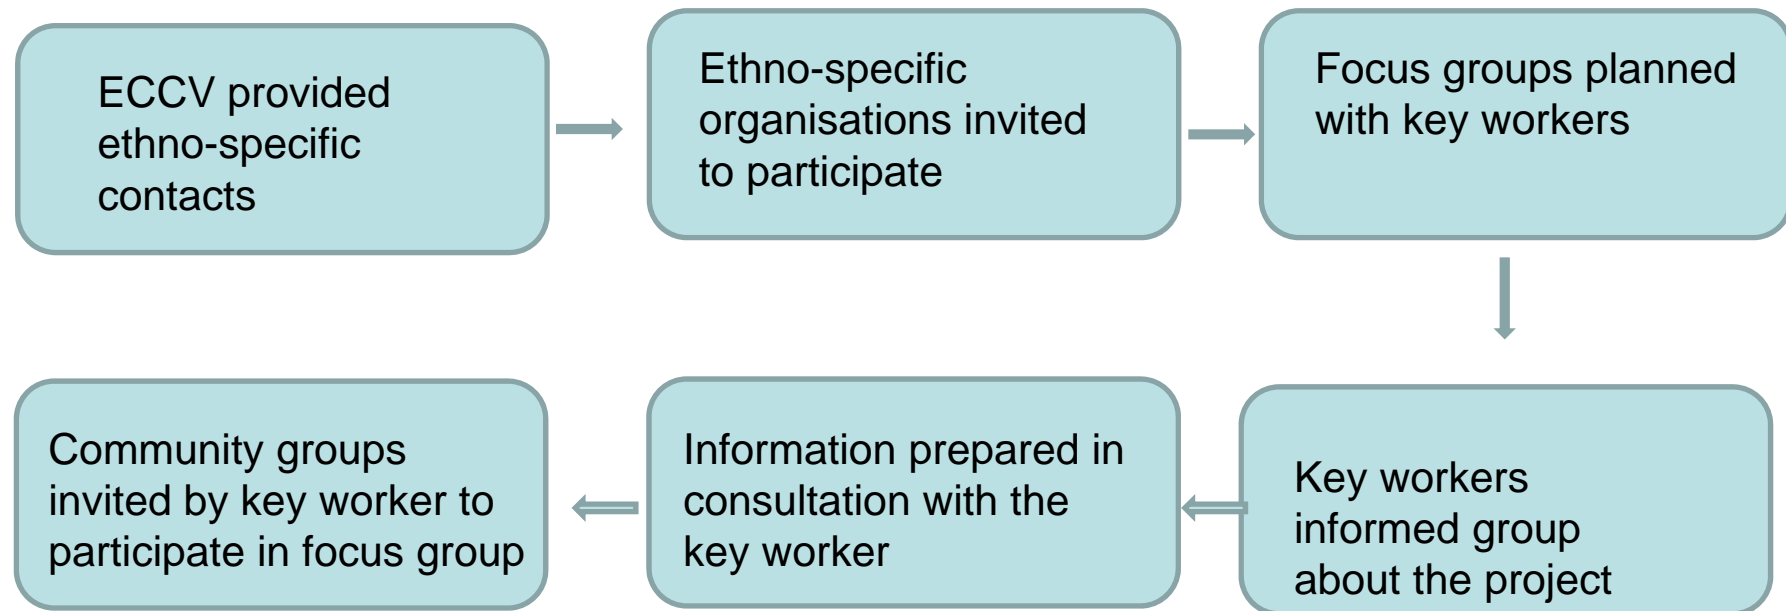 ECCV provided
ethno-specific
contacts
Ethno-specific
organisations invited
to participate
Focus groups planned
with key workers
Key workers
informed group
about the project
Information prepared in
consultation with the
key worker
Community groups
invited by key worker to
participate in focus group